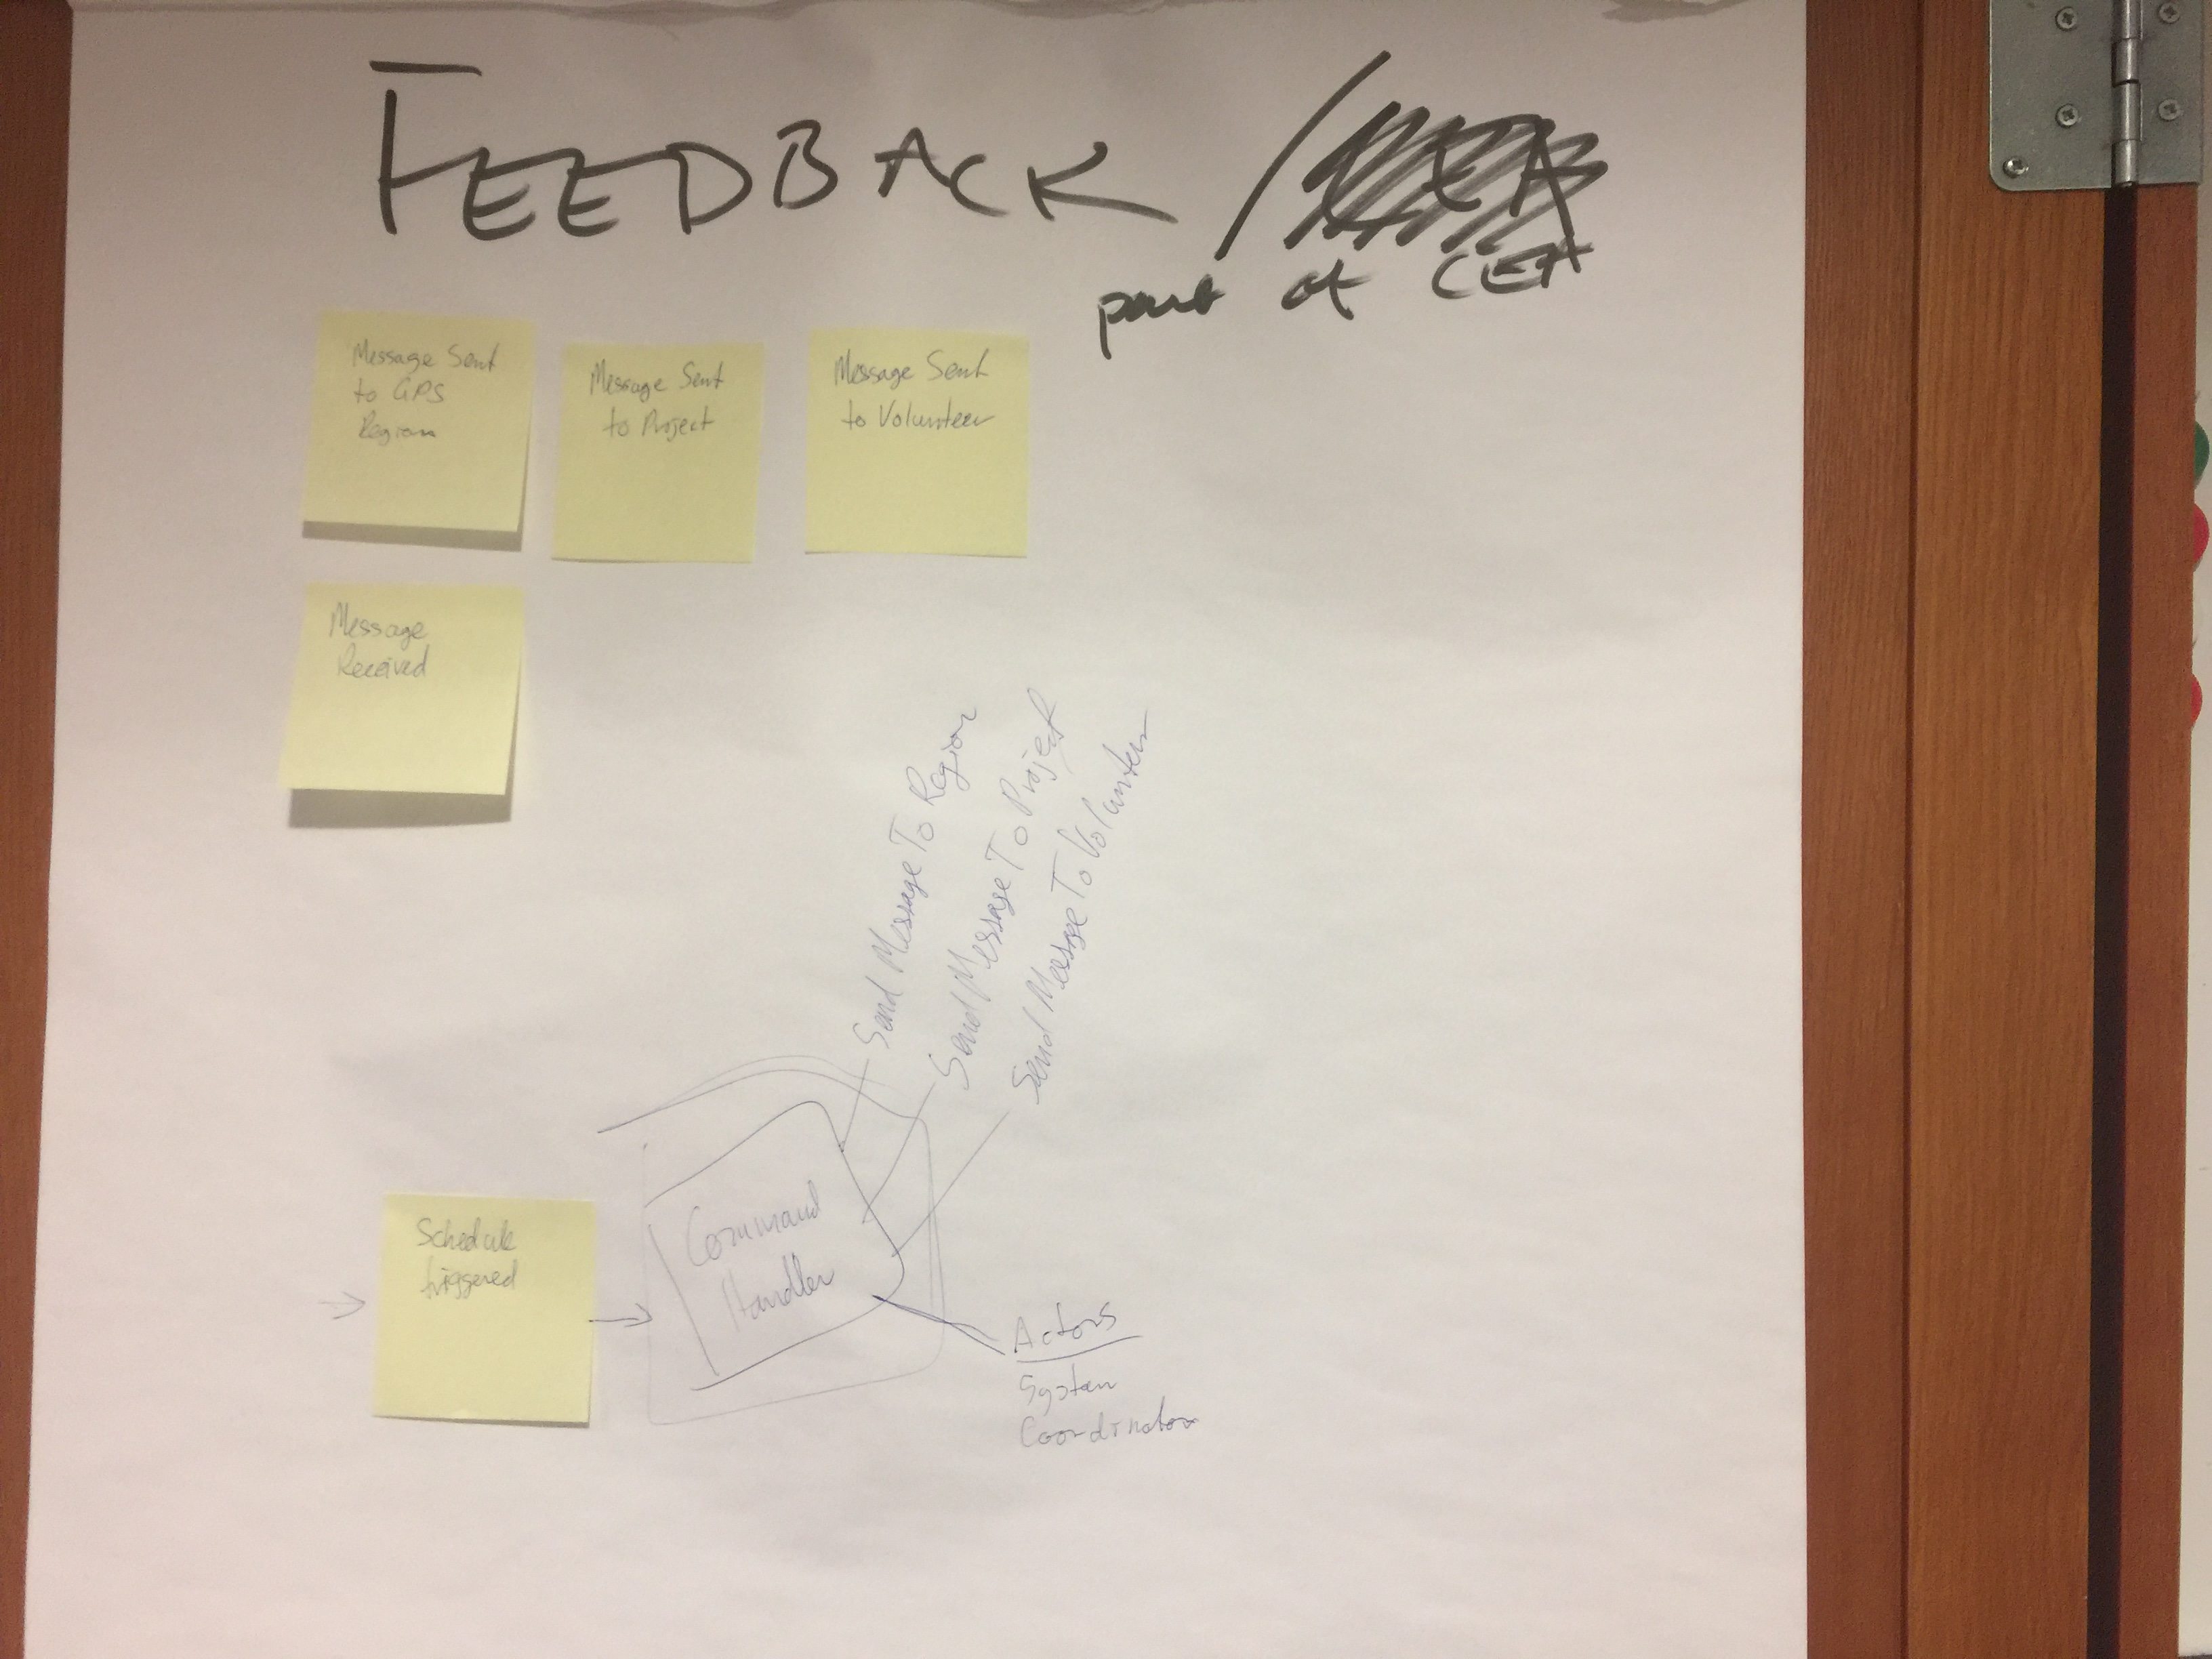 FEEDBACK /
part of CEA
Message Sent
to GPS
Region
Message Sent
to Project
Message Sent
to Volunteer
Message
Received
Send Message To Region
Send Message To Project
Send Message To Volunteer
Schedule
triggered
Command
Handler
Actors
System
Coordinator